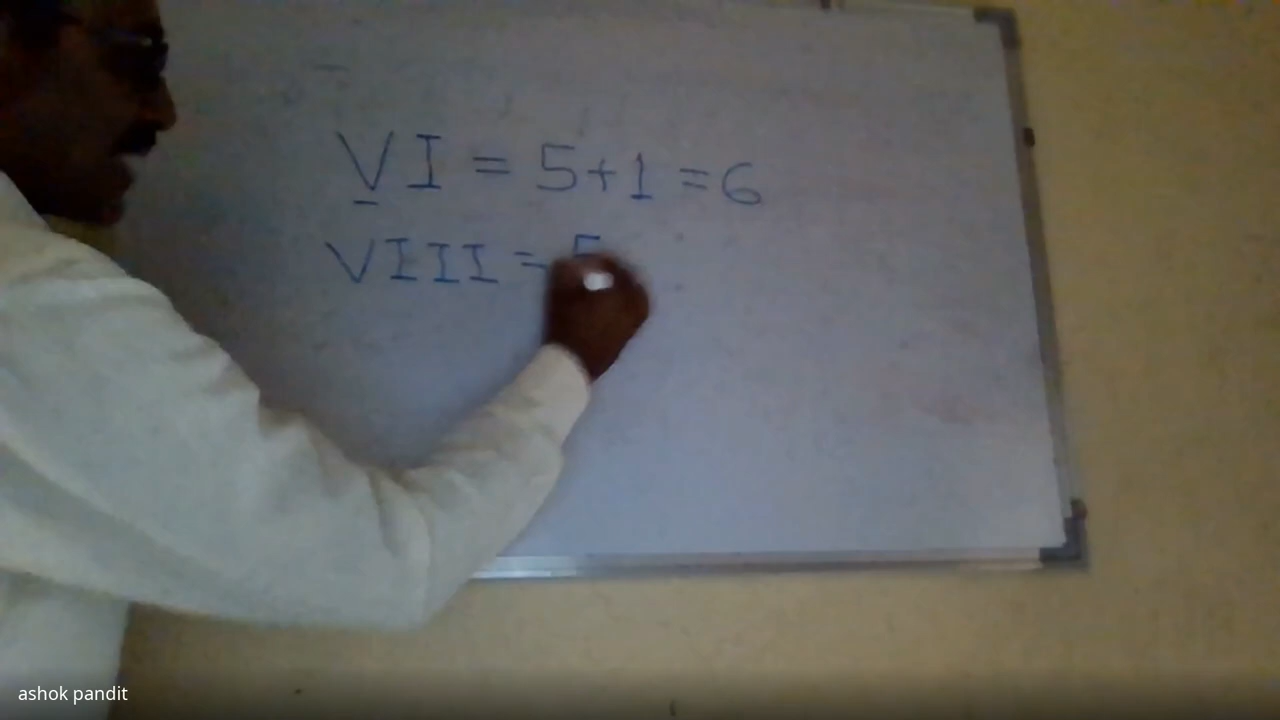 VI = 5+1 = 6
VIII = 5
ashok pandit